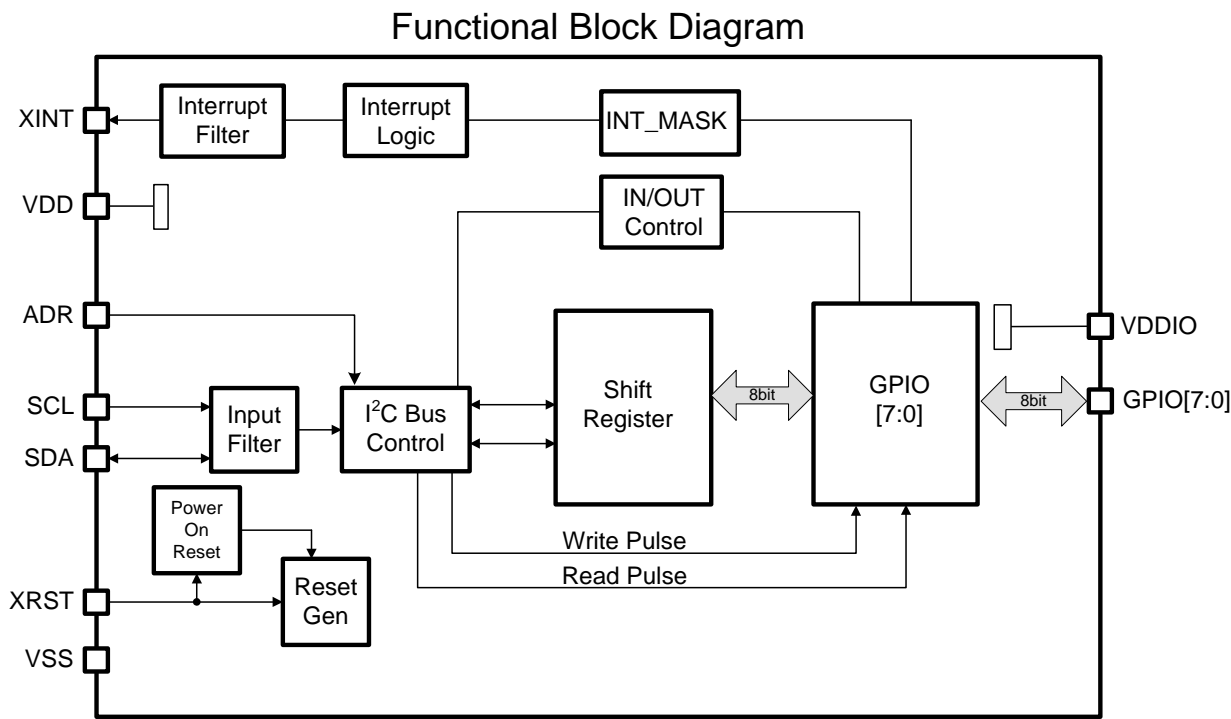 Functional Block Diagram
XINT
Interrupt
Filter
Interrupt
Logic
INT_MASK
VDD
IN/OUT
Control
ADR
VDDIO
SCL
Input
Filter
I²C Bus
Control
Shift
Register
8bit
GPIO
[7:0]
8bit
GPIO[7:0]
SDA
Power
On
Reset
Write Pulse
Read Pulse
XRST
Reset
Gen
VSS